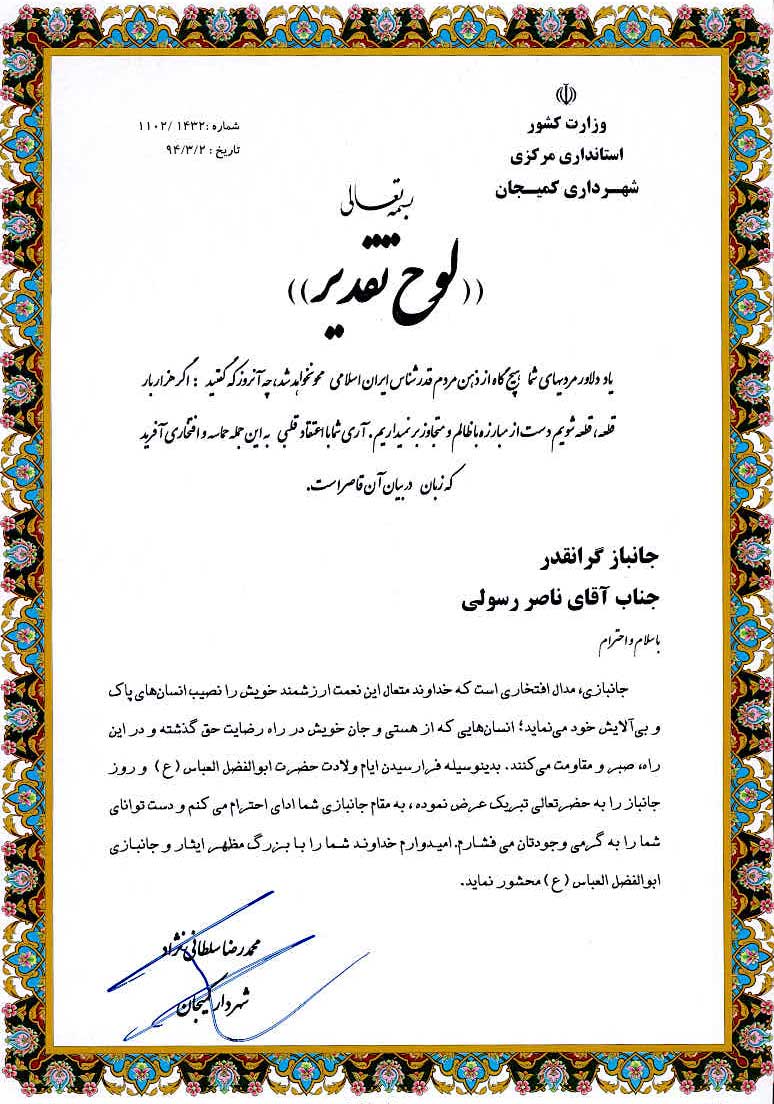 وزارت کشور
استانداری مرکزی
شهرداری کمیجان
شماره : ۱۴۳۲/ ۱۱۰۲
تاریخ : ۹۴/۳/۲
بسمه تعالی
((لوح تقدیر))
یاد دلاور مردیهای شما هیچ گاه از ذهن مردم قدرشناس ایران اسلامی محو نخواهد شد، چه آنروز که گفتید : اگر هزار بار
قطعه، قطعه شویم دست از مبارزه با ظالم و متجاوز بر نمیداریم. آری شما با اعتقاد قلبی به این جمله حماسه و افتخاری آفرید
که زبان در بیان آن قاصر است.
جانباز گرانقدر
جناب آقای ناصر رسولی
با سلام و احترام
جانبازی، مدال افتخاری است که خداوند متعال این نعمت ارزشمند خویش را نصیب انسان‌های پاک
و بی‌آلایش خود می‌نماید؛ انسان‌هایی که از هستی و جان خویش در راه رضایت حق گذشته و در این
راه، صبر و مقاومت می‌کنند. بدینوسیله فرارسیدن ایام ولادت حضرت ابوالفضل العباس (ع) و روز
جانباز را به حضرتعالی تبریک عرض نموده، به مقام جانبازی شما ادای احترام می کنم و دست توانای
شما را به گرمی وجودتان می فشارم. امیدوارم خداوند شما را با بزرگ مظهر ایثار و جانبازی
ابوالفضل العباس (ع) محشور نماید.
محمدرضا سلطانی نژاد
شهردار کمیجان